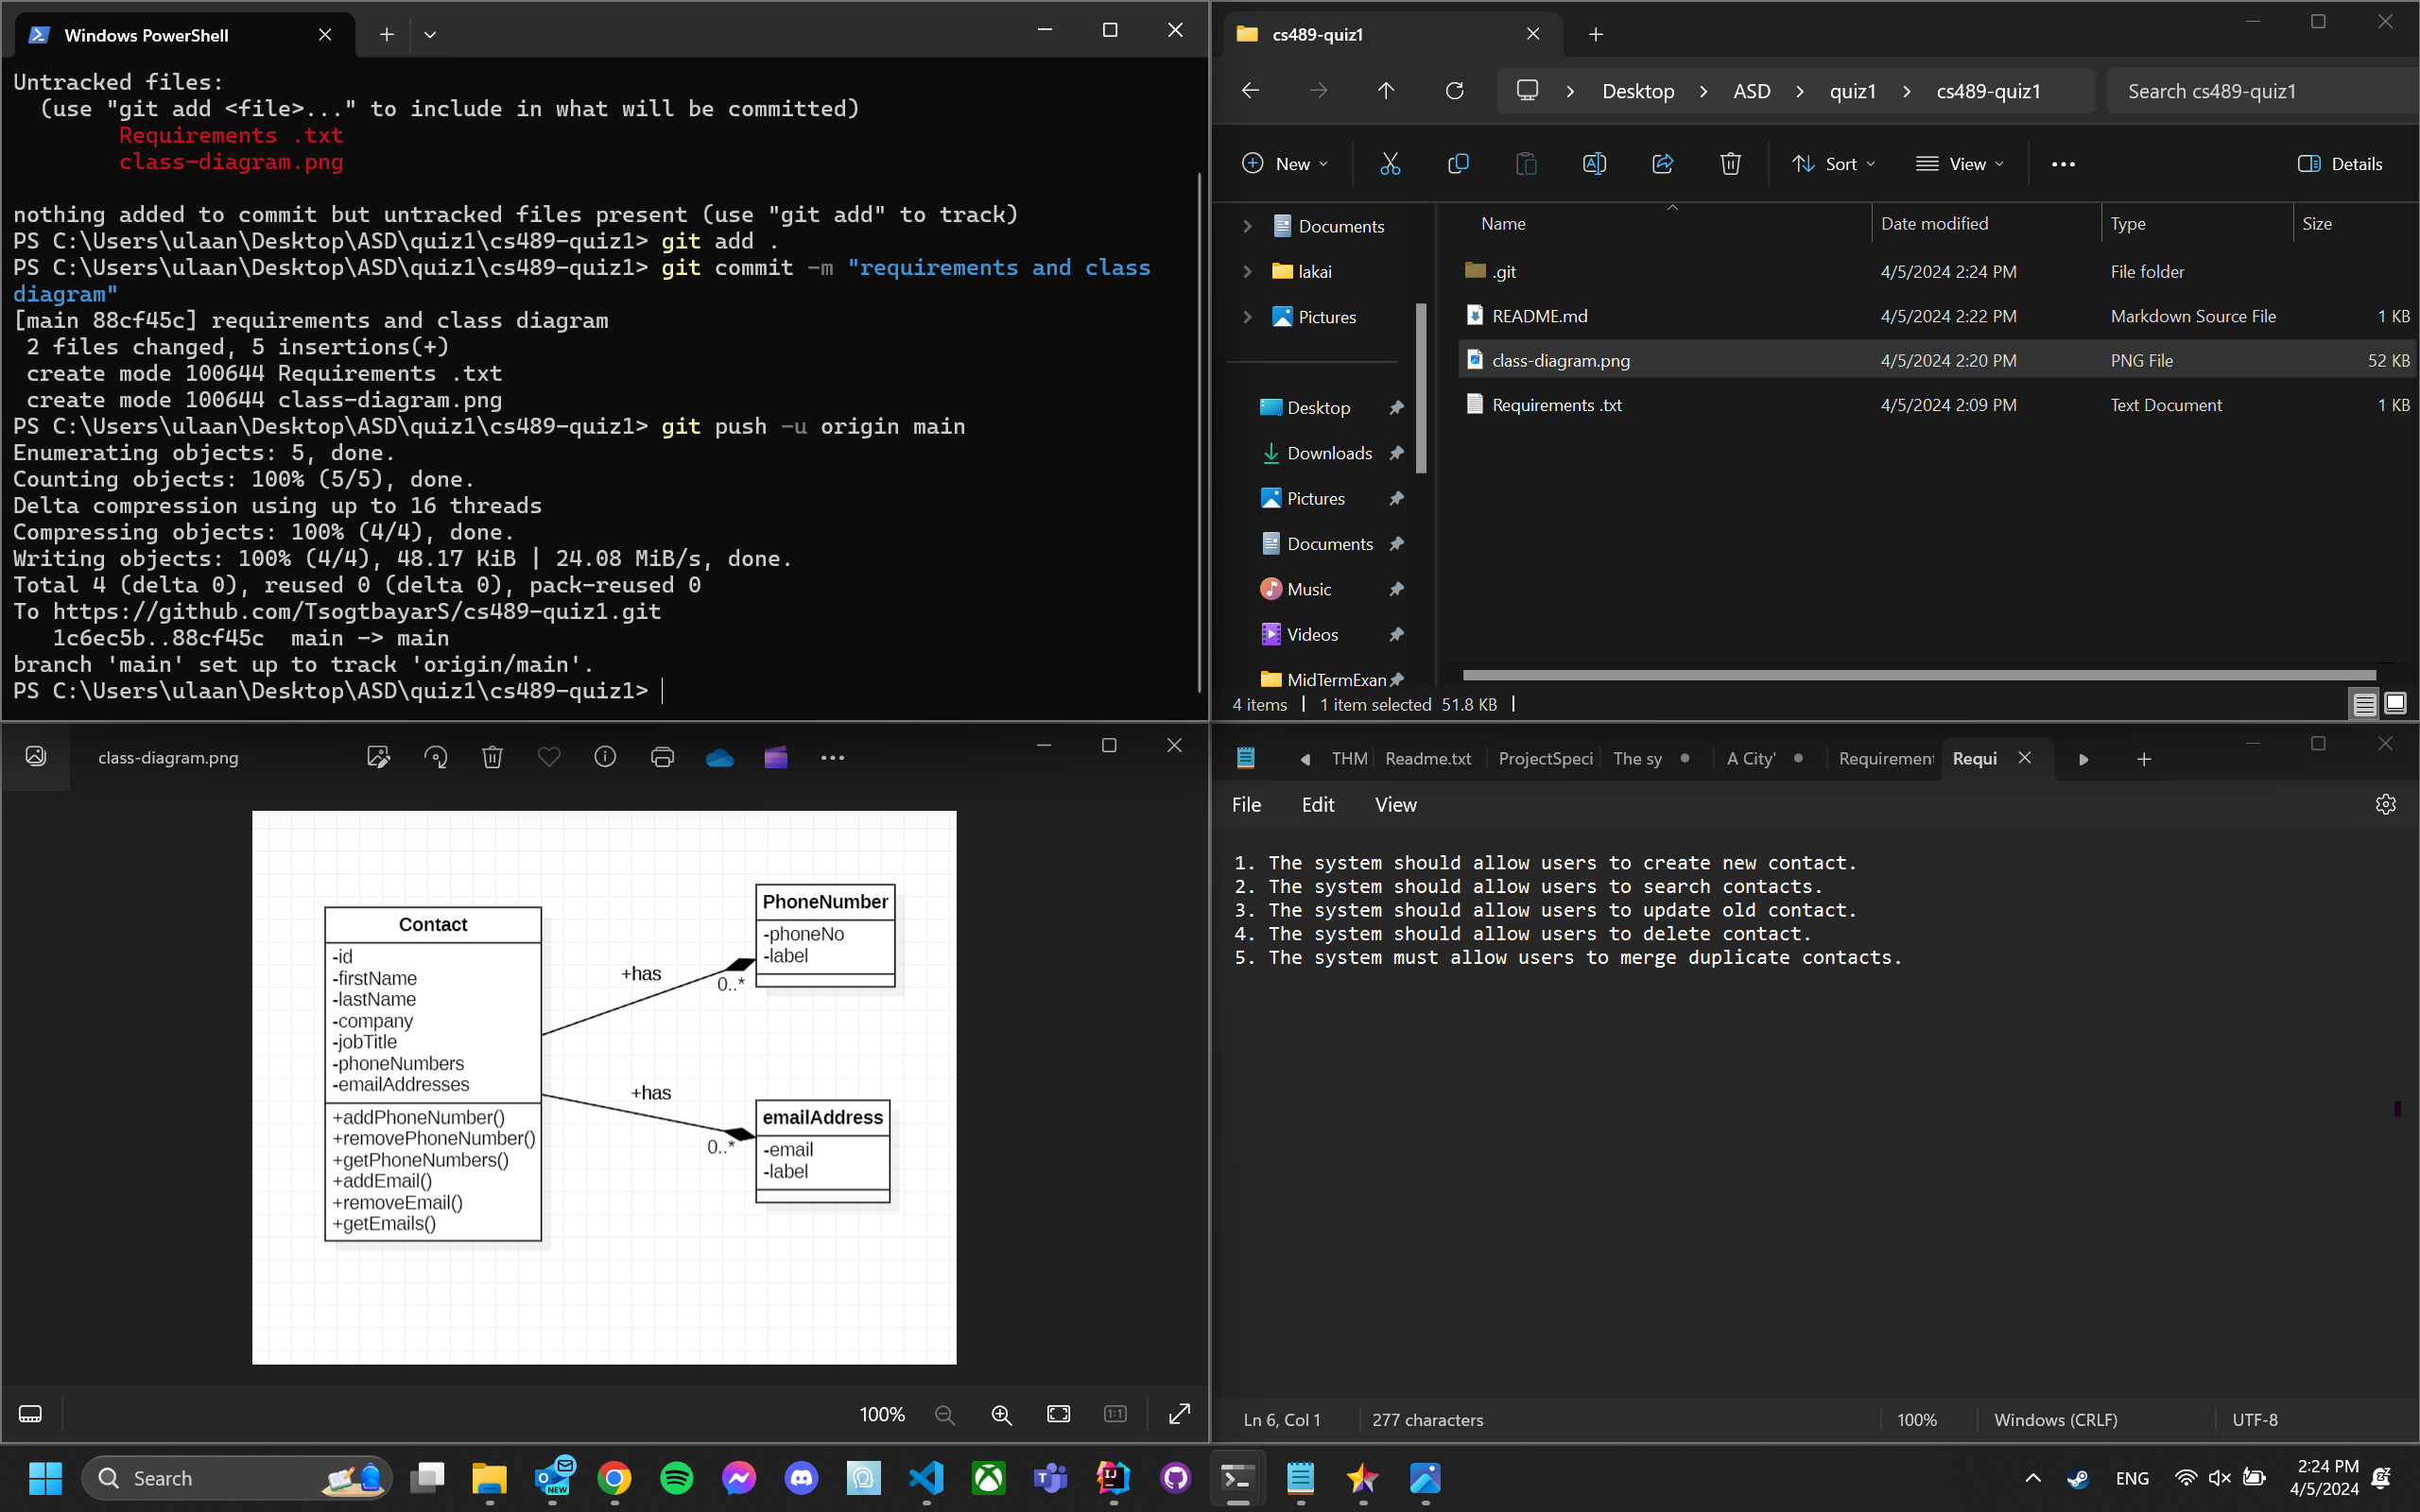 Windows PowerShell
Untracked files:
(use "git add <file>..." to include in what will be committed)
Requirements .txt
class-diagram.png
nothing added to commit but untracked files present (use "git add" to track)
PS C:\Users\ulaan\Desktop\ASD\quiz1\cs489-quiz1> git add .
PS C:\Users\ulaan\Desktop\ASD\quiz1\cs489-quiz1> git commit -m "requirements and class
diagram"
[main 88cf45c] requirements and class diagram
2 files changed, 5 insertions(+)
create mode 100644 Requirements .txt
create mode 100644 class-diagram.png
PS C:\Users\ulaan\Desktop\ASD\quiz1\cs489-quiz1> git push -u origin main
Enumerating objects: 5, done.
Counting objects: 100% (5/5), done.
Delta compression using up to 16 threads
Compressing objects: 100% (4/4), done.
Writing objects: 100% (4/4), 48.17 KiB | 24.08 MiB/s, done.
Total 4 (delta 0), reused 0 (delta 0), pack-reused 0
To https://github.com/TsogtbayarS/cs489-quiz1.git
1c6ec5b..88cf45c  main -> main
branch 'main' set up to track 'origin/main'.
PS C:\Users\ulaan\Desktop\ASD\quiz1\cs489-quiz1>
cs489-quiz1
Desktop > ASD > quiz1 > cs489-quiz1
Search cs489-quiz1
New
Sort
View
Details
Documents
lakai
Pictures
Desktop
Downloads
Pictures
Documents
Music
Videos
MidTermExan
Name Date modified Type Size
.git 4/5/2024 2:24 PM File folder
README.md 4/5/2024 2:22 PM Markdown Source File 1 KB
class-diagram.png 4/5/2024 2:20 PM PNG File 52 KB
Requirements .txt 4/5/2024 2:09 PM Text Document 1 KB
4 items 1 item selected 51.8 KB
class-diagram.png
Contact
-id
-firstName
-lastName
-company
-jobTitle
-phoneNumbers
-emailAddresses
+addPhoneNumber()
+removePhoneNumber()
+getPhoneNumbers()
+addEmail()
+removeEmail()
+getEmails()
+has
0..*
PhoneNumber
-phoneNo
-label
+has
0..*
emailAddress
-email
-label
100%
1:1
THM Readme.txt ProjectSpeci The sy A City' Requirement Requi
File Edit View
1. The system should allow users to create new contact.
2. The system should allow users to search contacts.
3. The system should allow users to update old contact.
4. The system should allow users to delete contact.
5. The system must allow users to merge duplicate contacts.
Ln 6, Col 1 277 characters 100% Windows (CRLF) UTF-8
Search
NEW
ENG
2:24 PM
4/5/2024